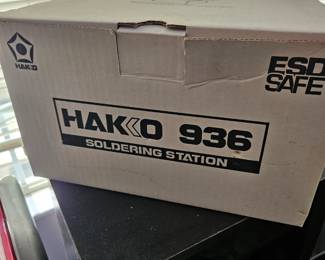 HAKKO
ESD
SAFE
HAKKO 936
SOLDERING STATION